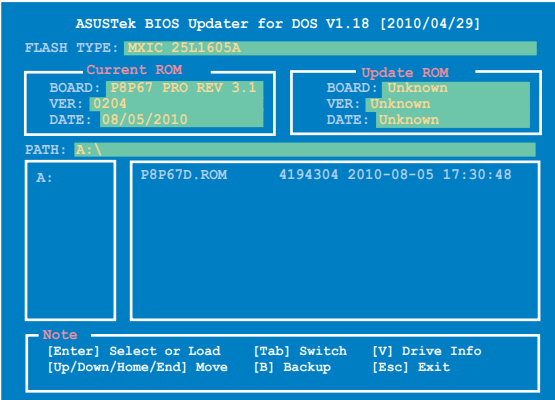 ASUSTek BIOS Updater for DOS V1.18 [2010/04/29]
FLASH TYPE: MXIC 25L1605A
Current ROM
BOARD: P8P67 PRO REV 3.1
VER: 0204
DATE: 08/05/2010
Update ROM
BOARD: Unknown
VER: Unknown
DATE: Unknown
PATH: A:\
A:
P8P67D.ROM 4194304 2010-08-05 17:30:48
Note
[Enter] Select or Load [Tab] Switch [V] Drive Info
[Up/Down/Home/End] Move [B] Backup [Esc] Exit